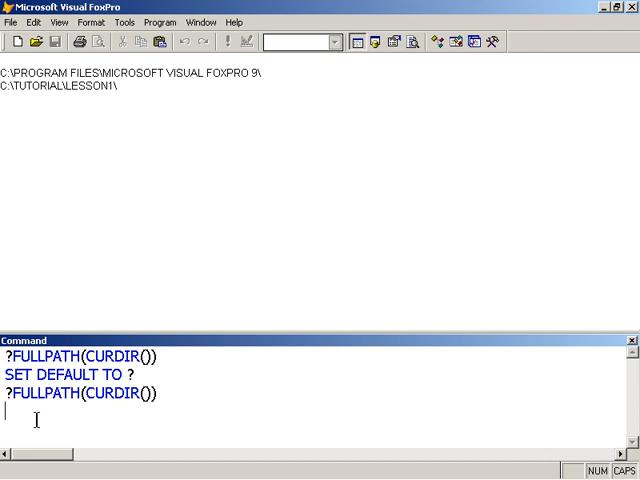 Microsoft Visual FoxPro
File Edit View Format Tools Program Window Help
C:\PROGRAM FILES\MICROSOFT VISUAL FOXPRO 9\
C:\TUTORIAL\LESSON1\
Command
?FULLPATH(CURDIR())
SET DEFAULT TO ?
?FULLPATH(CURDIR())
NUM CAPS